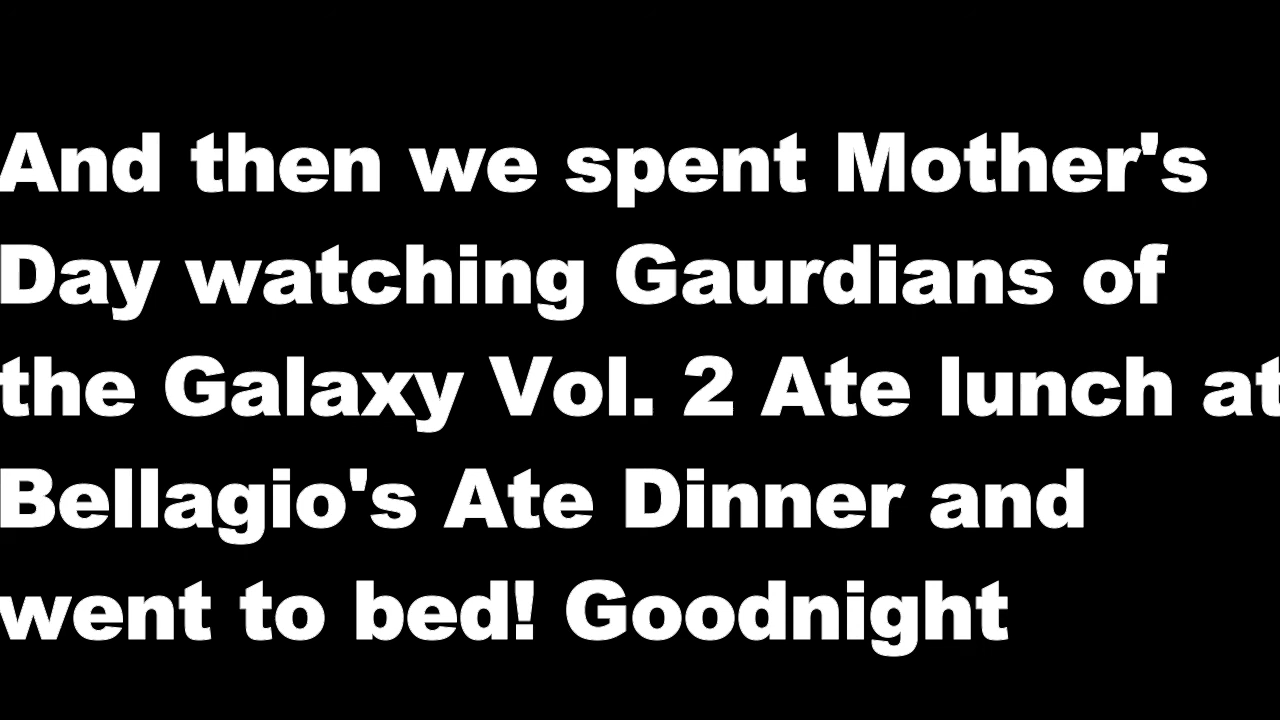 And then we spent Mother's
Day watching Gaurdians of
the Galaxy Vol. 2 Ate lunch at
Bellagio's Ate Dinner and
went to bed! Goodnight